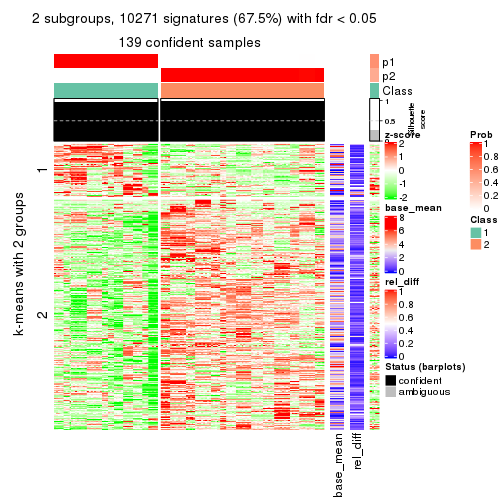 2 subgroups, 10271 signatures (67.5%) with fdr < 0.05
139 confident samples
p1
p2
Class
1
0.5
0
Silhouette
score
k-means with 2 groups
1
2
z-score
2
1
0
-1
-2
base_mean
8
6
4
2
0
rel_diff
1
0.8
0.6
0.4
0.2
0
Status (barplots)
confident
ambiguous
Prob
1
0.8
0.6
0.4
0.2
0
Class
1
2
base_mean
rel_diff